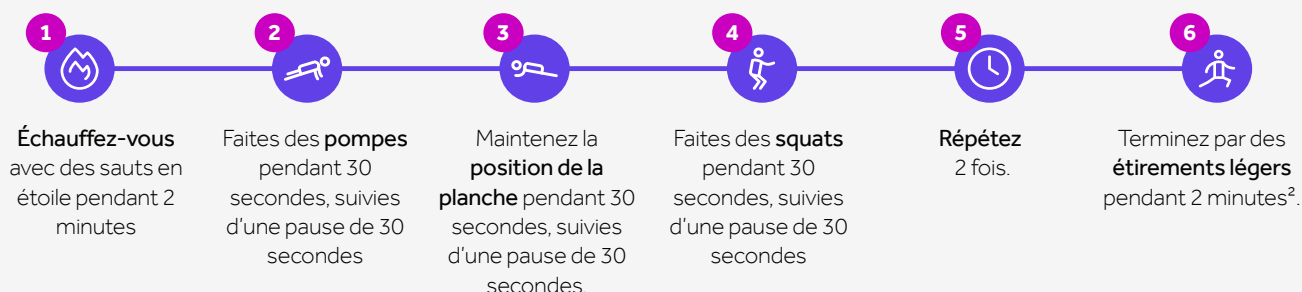 1
Échauffez-vous
avec des sauts en
étoile pendant 2
minutes
2
Faites des pompes
pendant 30
secondes, suivies
d'une pause de 30
secondes
3
Maintenez la
position de la
planche pendant 30
secondes, suivies
d'une pause de 30
secondes.
4
Faites des squats
pendant 30
secondes, suivies
d'une pause de 30
secondes
5
Répétez
2 fois.
6
Terminez par des
étirements légers
pendant 2 minutes².